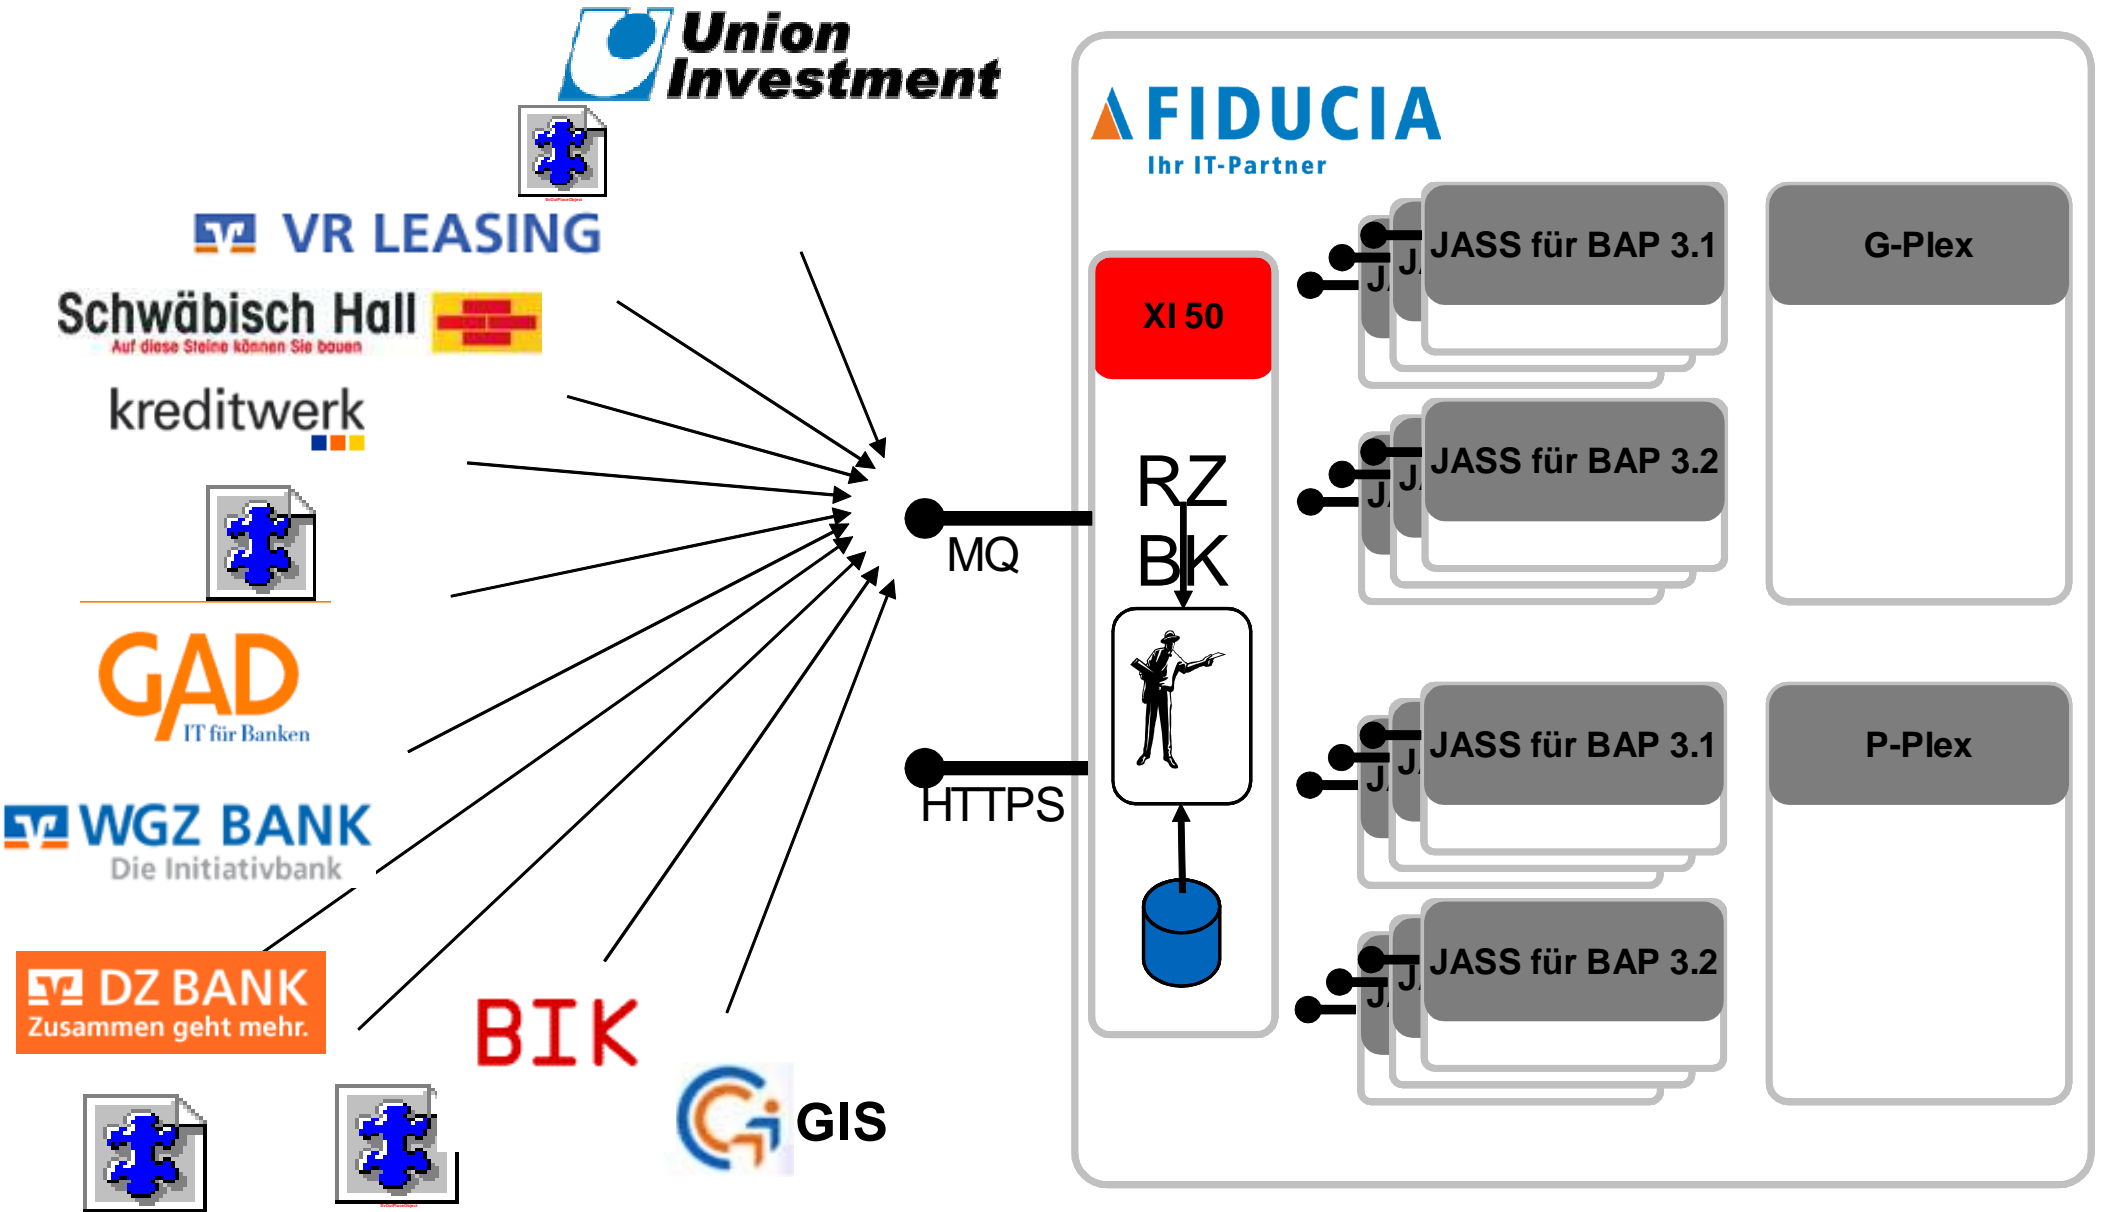 Union
Investment
VR LEASING
Schwäbisch Hall
Auf diese Steine können Sie bauen
kreditwerk
GAD
IT für Banken
WGZ BANK
Die Initiativbank
DZ BANK
Zusammen geht mehr.
BIK
GIS
MQ
HTTPS
FIDUCIA
Ihr IT-Partner
XI 50
RZ
BK
JASS für BAP 3.1
JASS für BAP 3.2
G-Plex
JASS für BAP 3.1
JASS für BAP 3.2
P-Plex